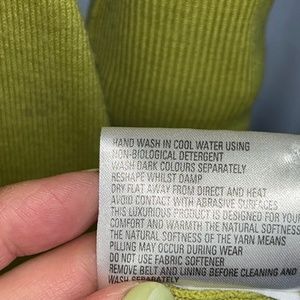 HAND WASH IN COOL WATER USING
NON-BIOLOGICAL DETERGENT
WASH DARK COLOURS SEPARATELY
RESHAPE WHILST DAMP
DRY FLAT AWAY FROM DIRECT AND HEAT
AVOID CONTACT WITH ABRASIVE SURFACES
THIS LUXURIOUS PRODUCT IS DESIGNED FOR YOUR
COMFORT AND WARMTH THE NATURAL SOFTNESS
THE NATURAL SOFTNESS OF THE YARN MEANS
PILLING MAY OCCUR DURING WEAR
DO NOT USE FABRIC SOFTENER
REMOVE BELT AND LINING BEFORE CLEANING AND
WASH SEPARATELY